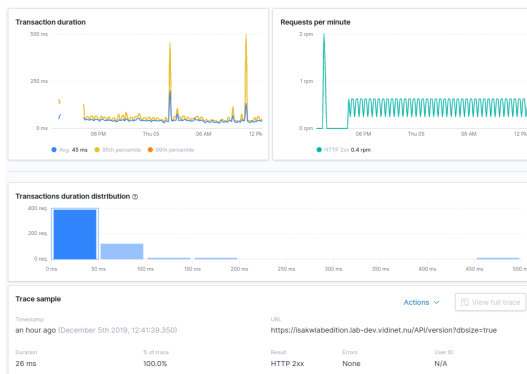 Transaction duration
500 ms
250 ms
0 ms
06 PM
Thu 05
06 AM
12 PM
Avg. 45 ms
95th percentile
99th percentile
Requests per minute
2 rpm
1 rpm
0 rpm
06 PM
Thu 05
06 AM
12 PM
HTTP 2xx 0.4 rpm
Transactions duration distribution
400 req.
200 req.
0 req.
0 ms
50 ms
100 ms
150 ms
200 ms
250 ms
300 ms
350 ms
400 ms
450 ms
500 ms
Trace sample
Actions
View full trace
Timestamp
an hour ago (December 5th 2019, 12:41:39.350)
URL
https://isakwlabedition.lab-dev.vidinet.nu/API/version?dbsize=true
Duration
26 ms
% of trace
100.0%
Result
HTTP 2xx
Errors
None
User ID
N/A